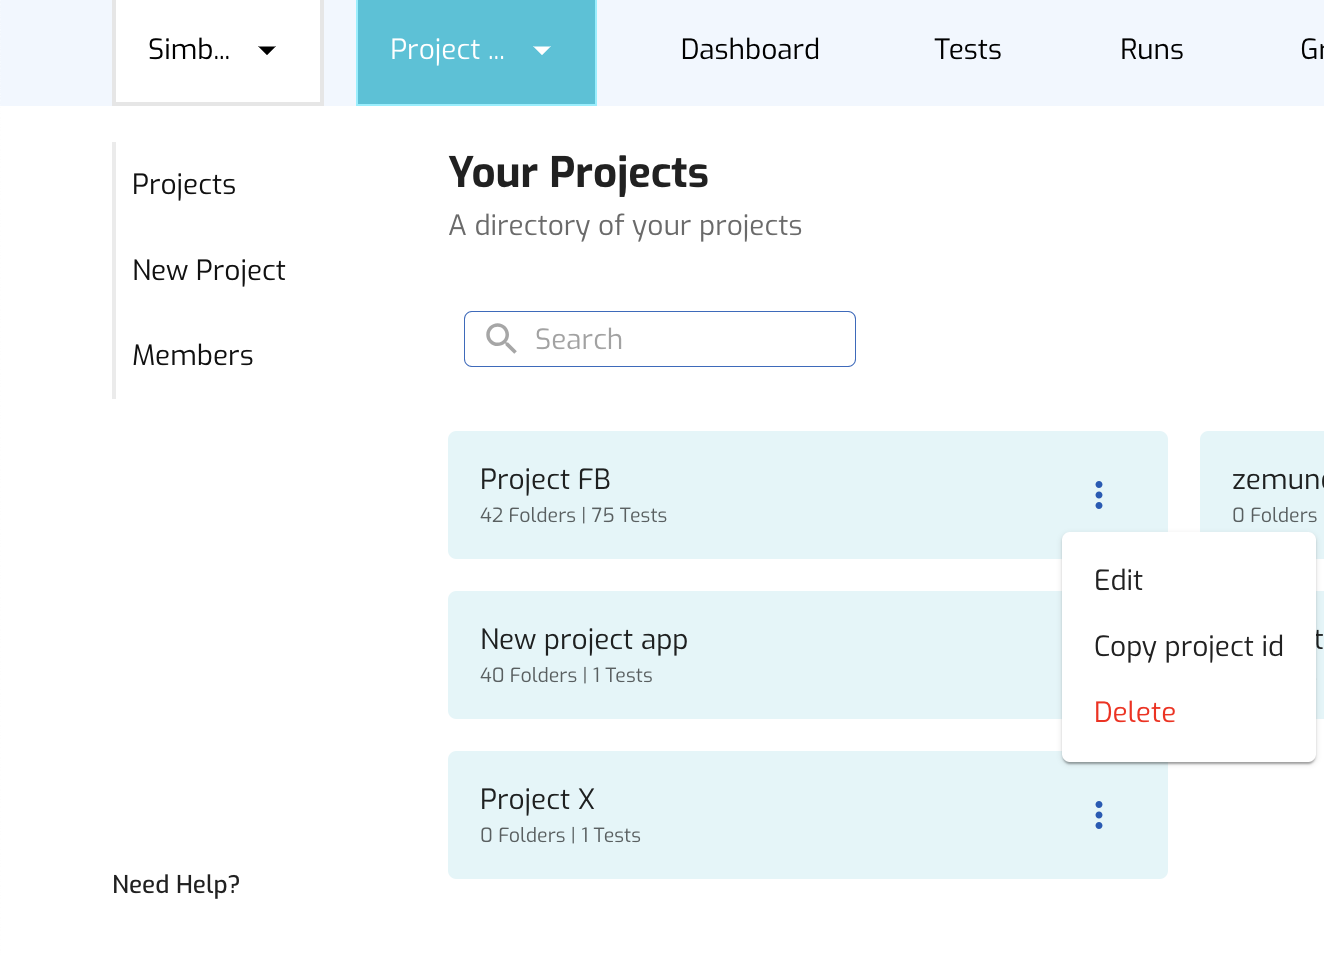 Simb...
Project ...
Dashboard
Tests
Runs
Projects
New Project
Members
Need Help?
Your Projects
A directory of your projects
Search
Project FB
42 Folders | 75 Tests
New project app
40 Folders | 1 Tests
Project X
0 Folders | 1 Tests
0 Folders
Edit
Copy project id
Delete